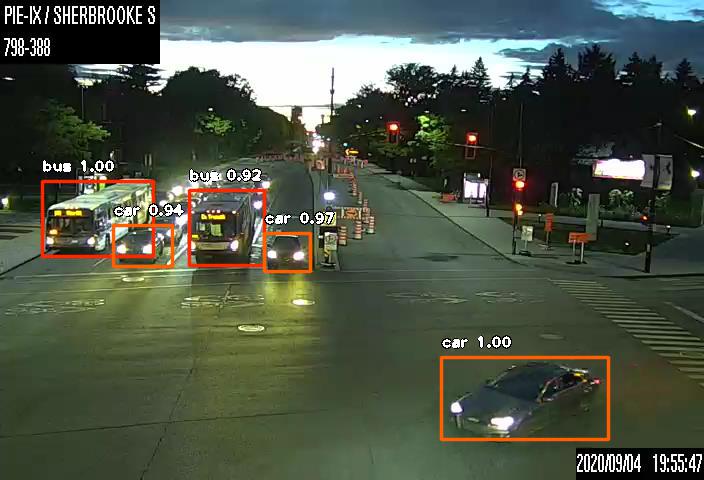 PIE-IX / SHERBROOKE S
798-388
bus 1.00
bus 0.92
car 0.94
car 0.97
car 1.00
2020/09/04 19:55:47